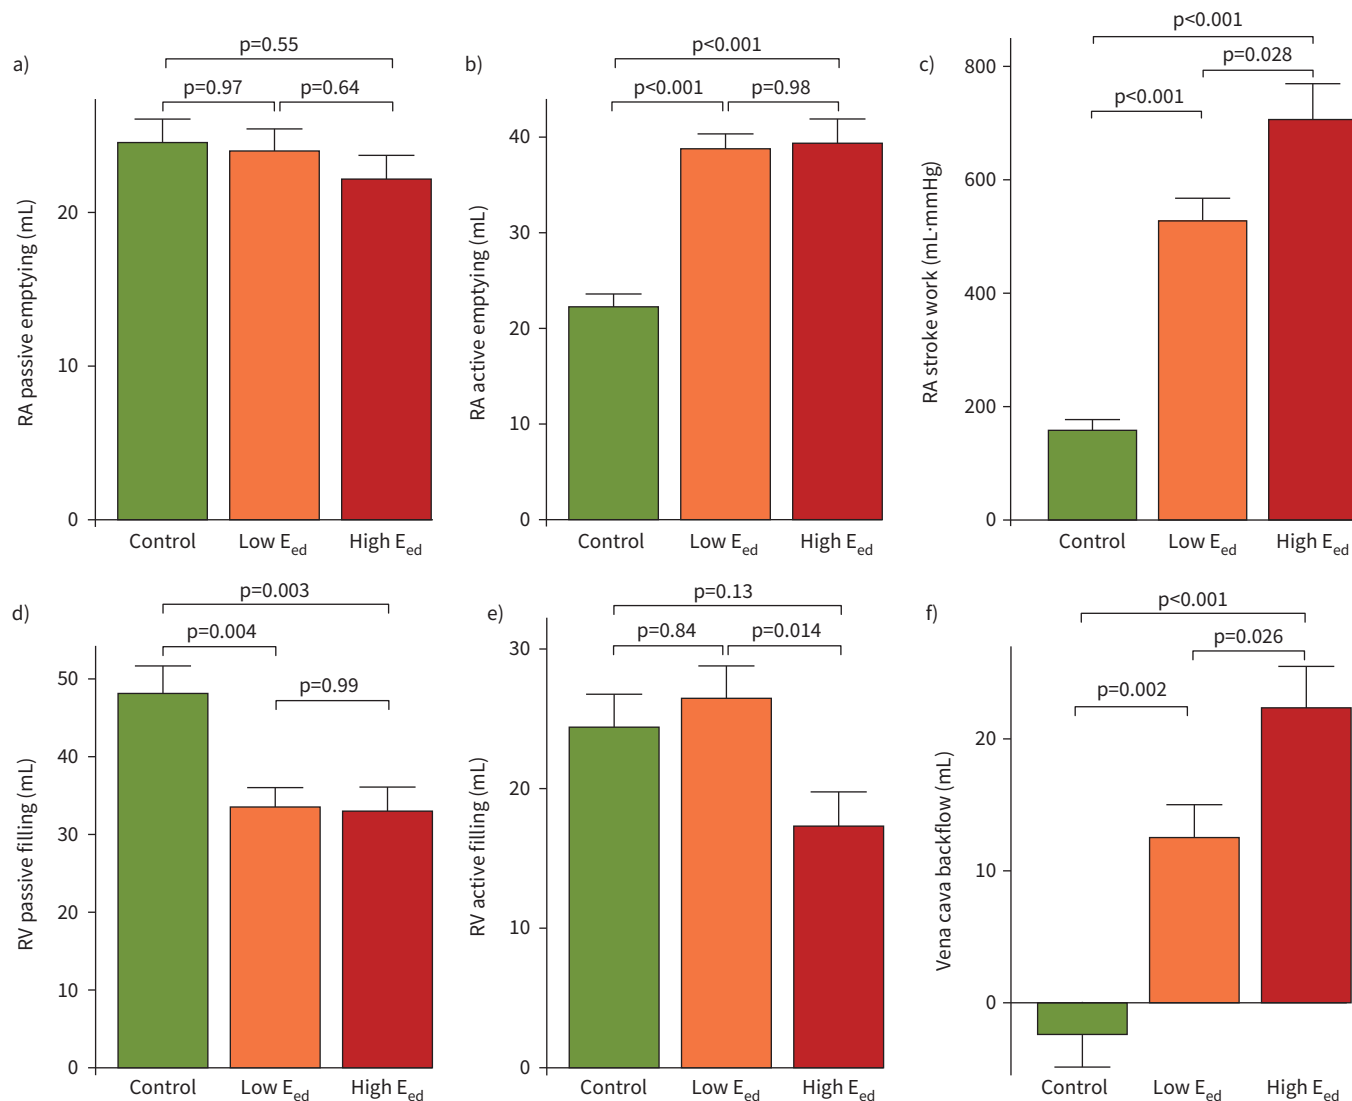 a)
p=0.55
p=0.97
p=0.64
RA passive emptying (mL)
20
10
0
Control
Low Eed
High Eed
b)
p<0.001
p<0.001
p=0.98
RA active emptying (mL)
40
30
20
10
0
Control
Low Eed
High Eed
c)
p<0.001
p=0.028
p<0.001
RA stroke work (mL·mmHg)
800
600
400
200
0
Control
Low Eed
High Eed
d)
p=0.003
p=0.004
p=0.99
RV passive filling (mL)
50
40
30
20
10
0
Control
Low Eed
High Eed
e)
p=0.13
p=0.84
p=0.014
RV active filling (mL)
30
20
10
0
Control
Low Eed
High Eed
f)
p<0.001
p=0.026
p=0.002
Vena cava backflow (mL)
20
10
0
Control
Low Eed
High Eed